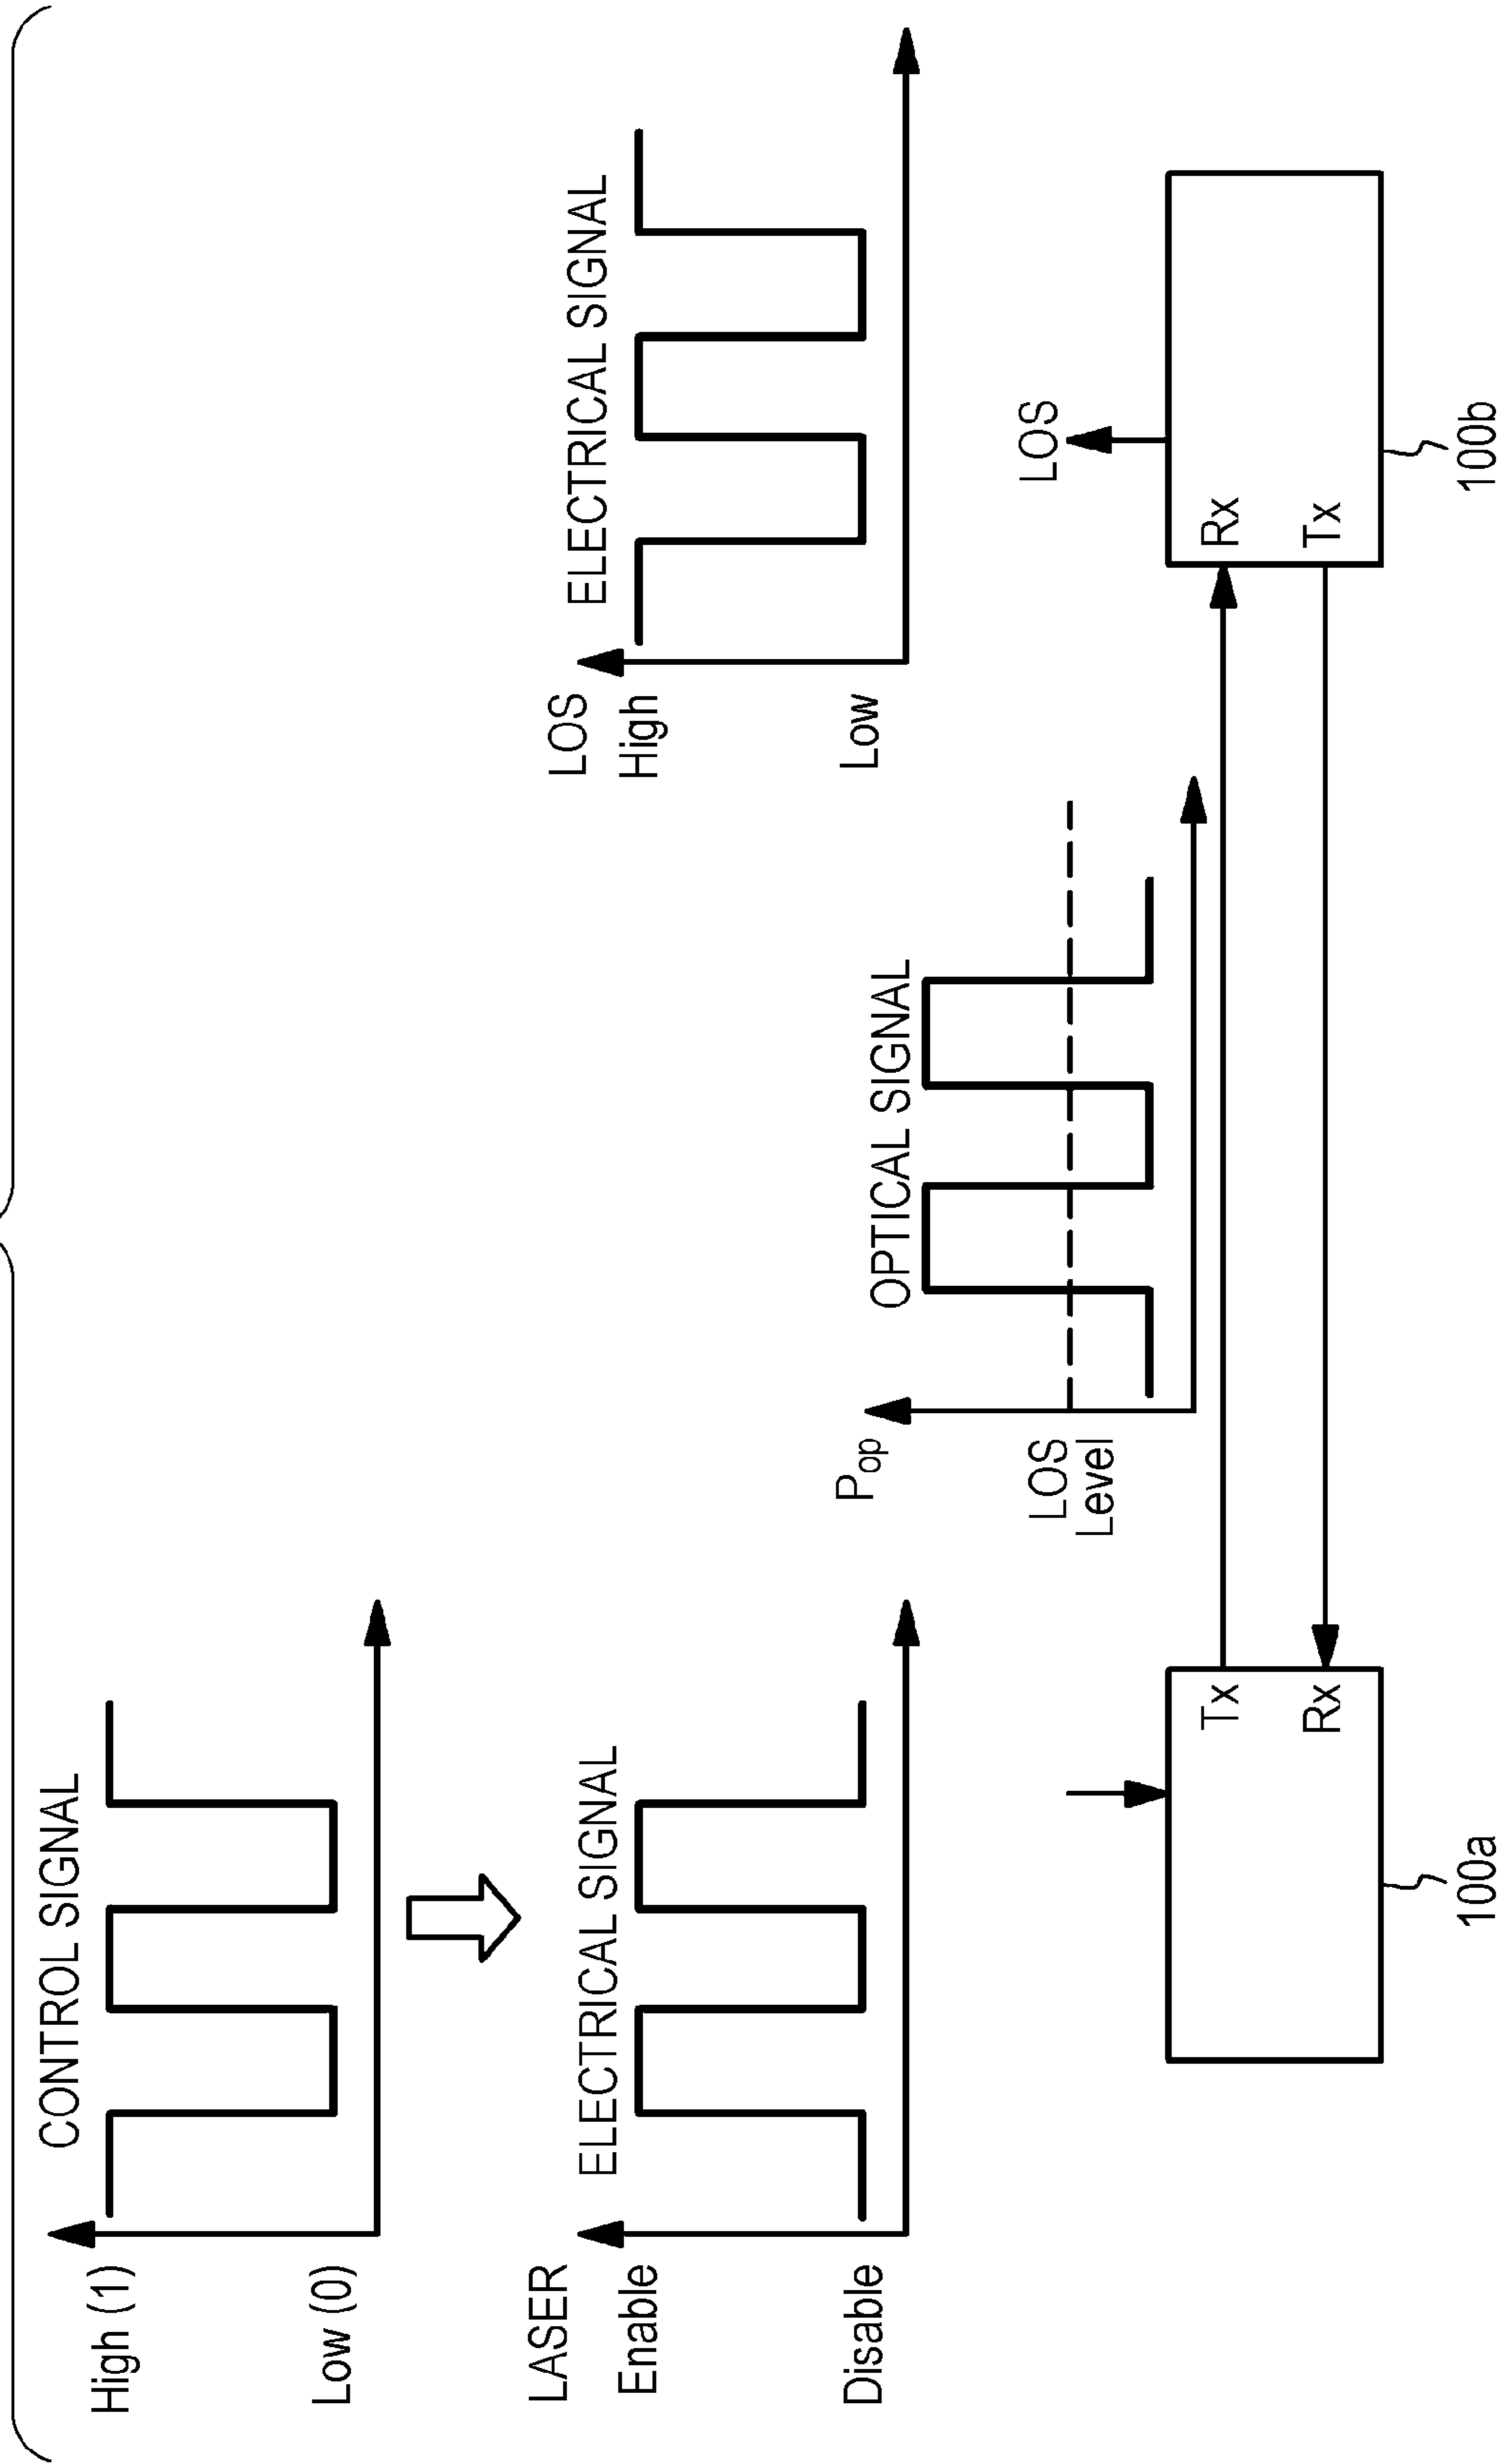 CONTROL SIGNAL
High (1)
Low (0)
LASER
ELECTRICAL SIGNAL
Enable
Disable
OPTICAL SIGNAL
Pop
LOS
Level
ELECTRICAL SIGNAL
LOS
High
Low
Tx
Rx
100a
LOS
Rx
Tx
100b